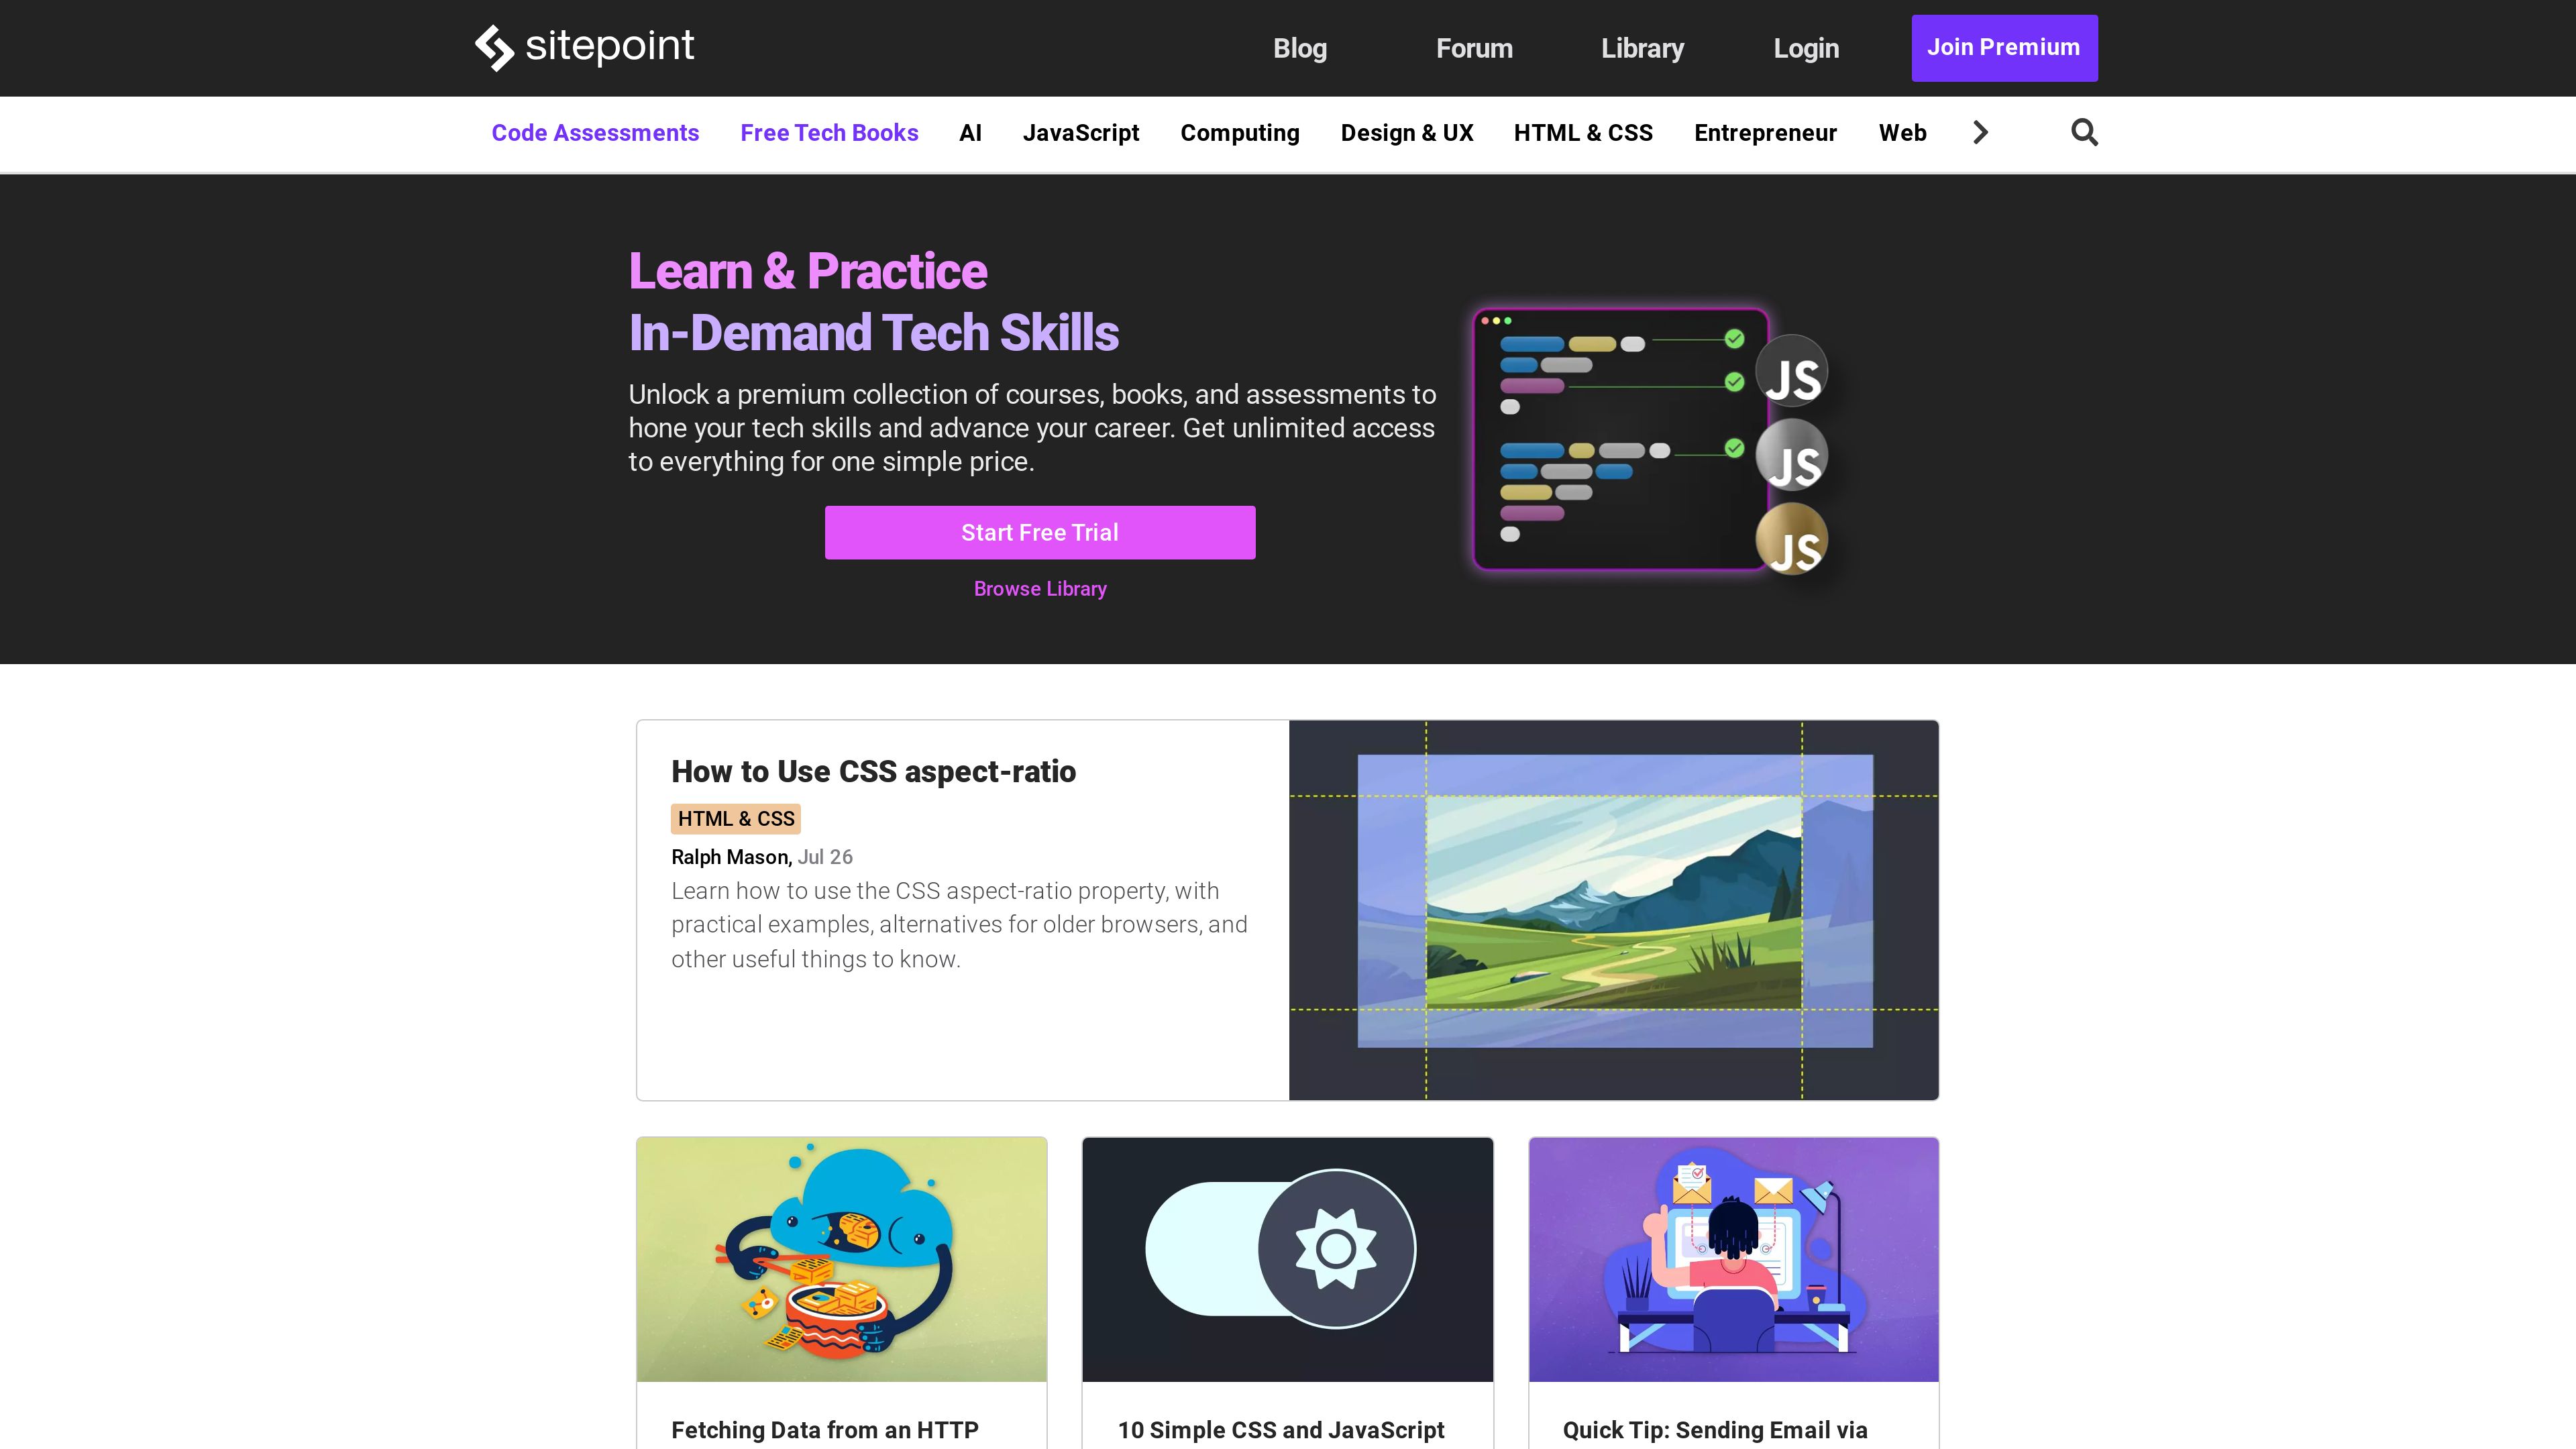 sitepoint
Blog
Forum
Library
Login
Join Premium
Code Assessments
Free Tech Books
AI
JavaScript
Computing
Design & UX
HTML & CSS
Entrepreneur
Web
Learn & Practice
In-Demand Tech Skills
Unlock a premium collection of courses, books, and assessments to
hone your tech skills and advance your career. Get unlimited access
to everything for one simple price.
Start Free Trial
Browse Library
JS
JS
JS
How to Use CSS aspect-ratio
HTML & CSS
Ralph Mason, Jul 26
Learn how to use the CSS aspect-ratio property, with
practical examples, alternatives for older browsers, and
other useful things to know.
Fetching Data from an HTTP
10 Simple CSS and JavaScript
Quick Tip: Sending Email via